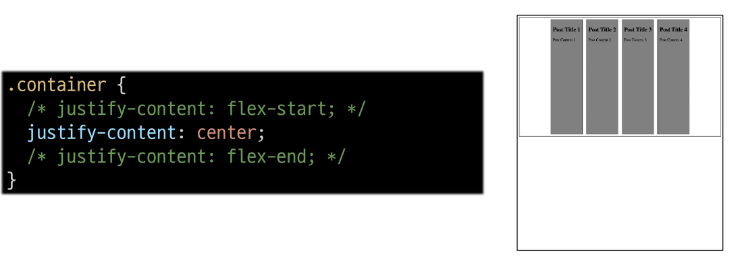 .container {
/* justify-content: flex-start; */
justify-content: center;
/* justify-content: flex-end; */
}
Post Title 1 Post Title 2 Post Title 3 Post Title 4
Post Content 1 Post Content 2 Post Content 3 Post Content 4